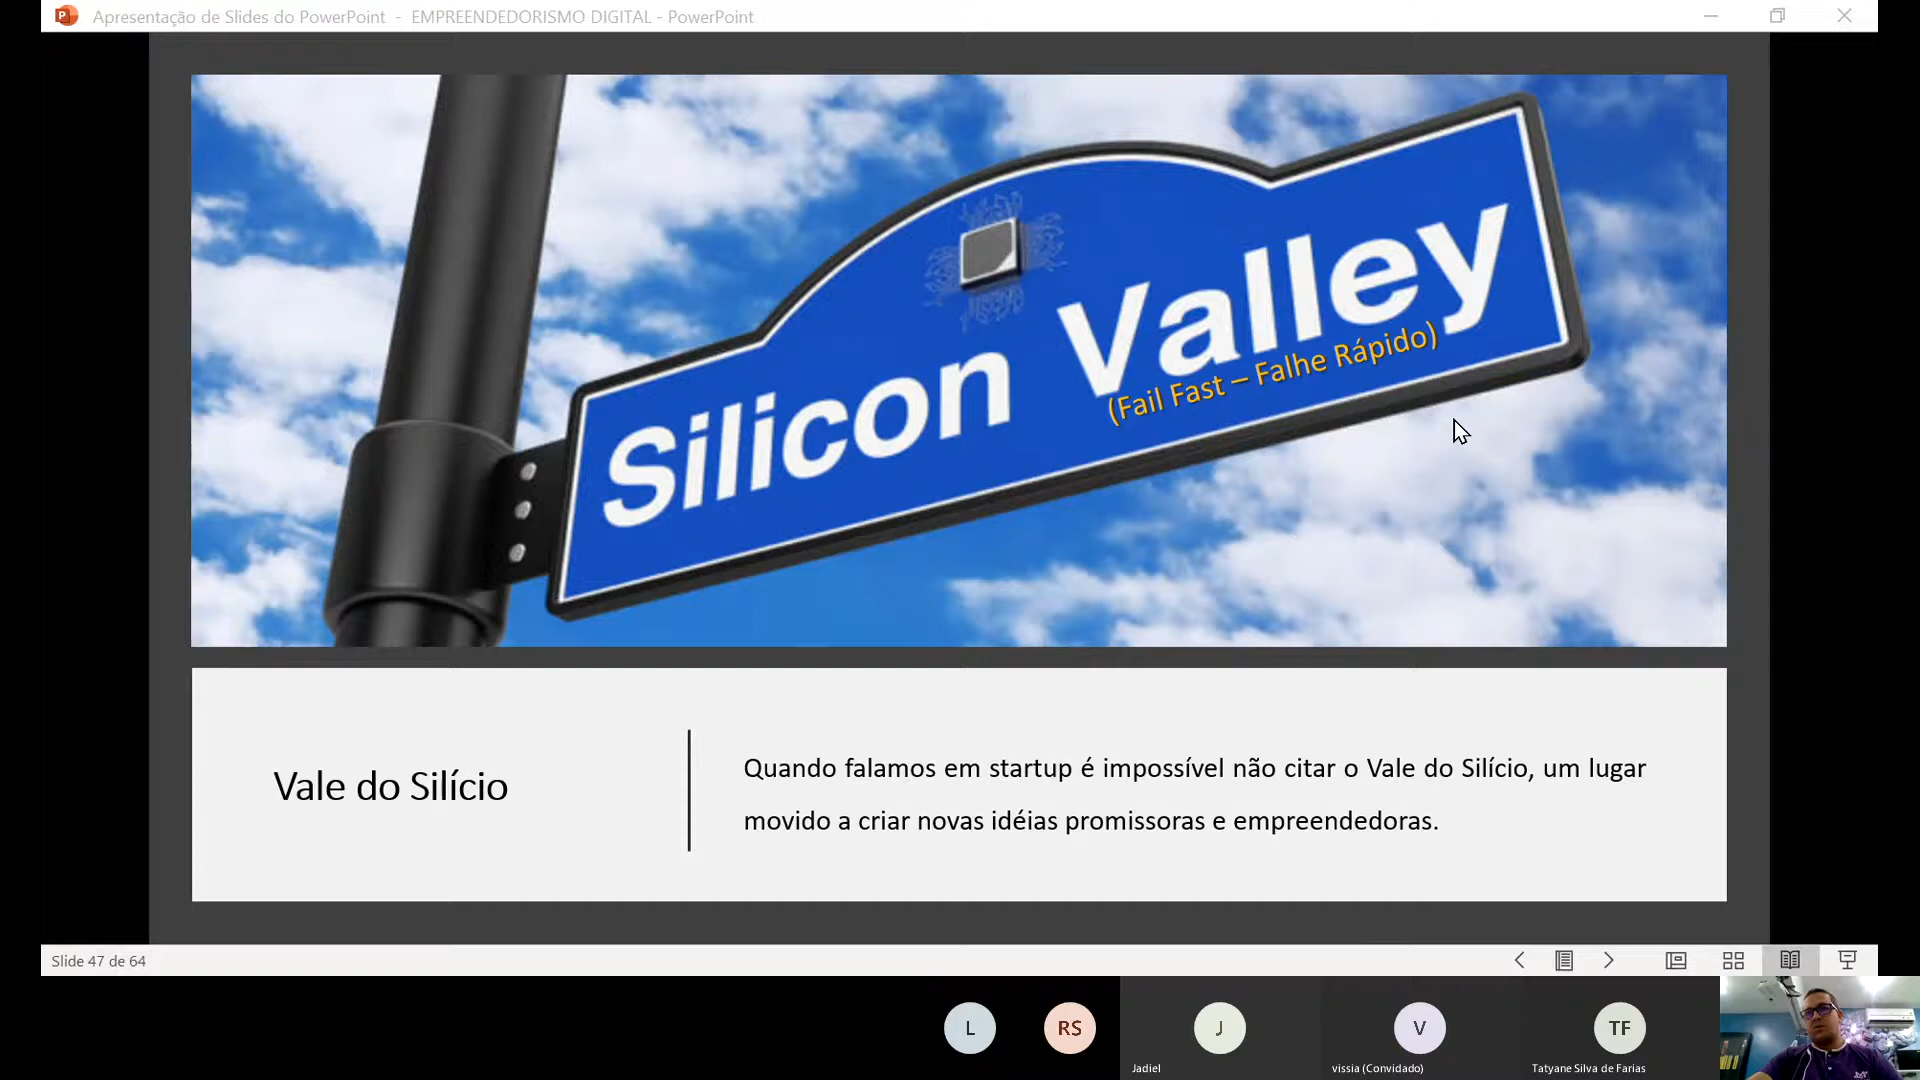 Apresentação de Slides do PowerPoint - EMPREENDEDORISMO DIGITAL - PowerPoint
Silicon Valley
(Fail Fast – Falhe Rápido)
Vale do Silício
Quando falamos em startup é impossível não citar o Vale do Silício, um lugar
movido a criar novas idéias promissoras e empreendedoras.
Slide 47 de 64
L
RS
J
V
TF
Jadiel
vissia (Convidado)
Tatyane Silva de Farias